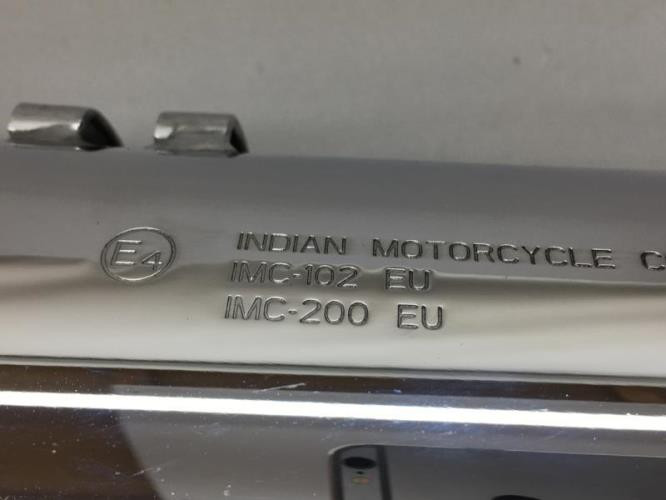 E4
INDIAN MOTORCYCLE
IMC-102 EU
IMC-200 EU